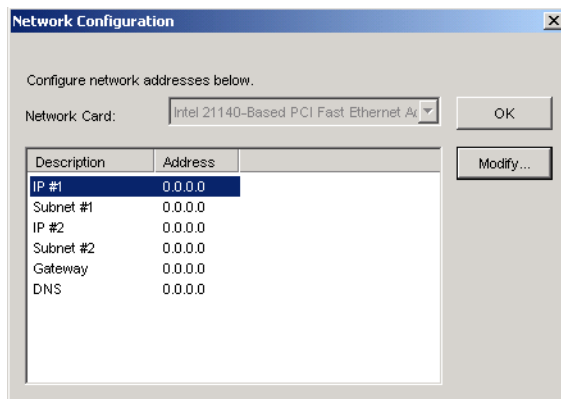 Network Configuration
Configure network addresses below.
Network Card:
Intel 21140-Based PCI Fast Ethernet
OK
Modify...
Description Address
IP #1 0.0.0.0
Subnet #1 0.0.0.0
IP #2 0.0.0.0
Subnet #2 0.0.0.0
Gateway 0.0.0.0
DNS 0.0.0.0